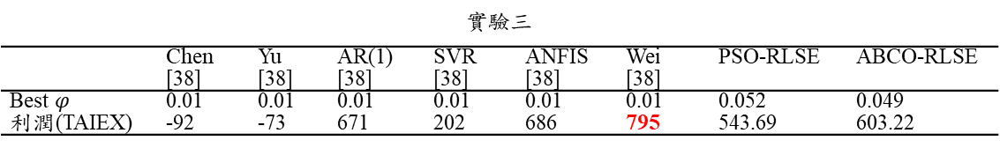 實驗三
Chen Yu AR(1) SVR ANFIS Wei PSO-RLSE ABCO-RLSE
[38] [38] [38] [38] [38] [38]
Best φ 0.01 0.01 0.01 0.01 0.01 0.01 0.052 0.049
利潤(TAIEX) -92 -73 671 202 686 795 543.69 603.22